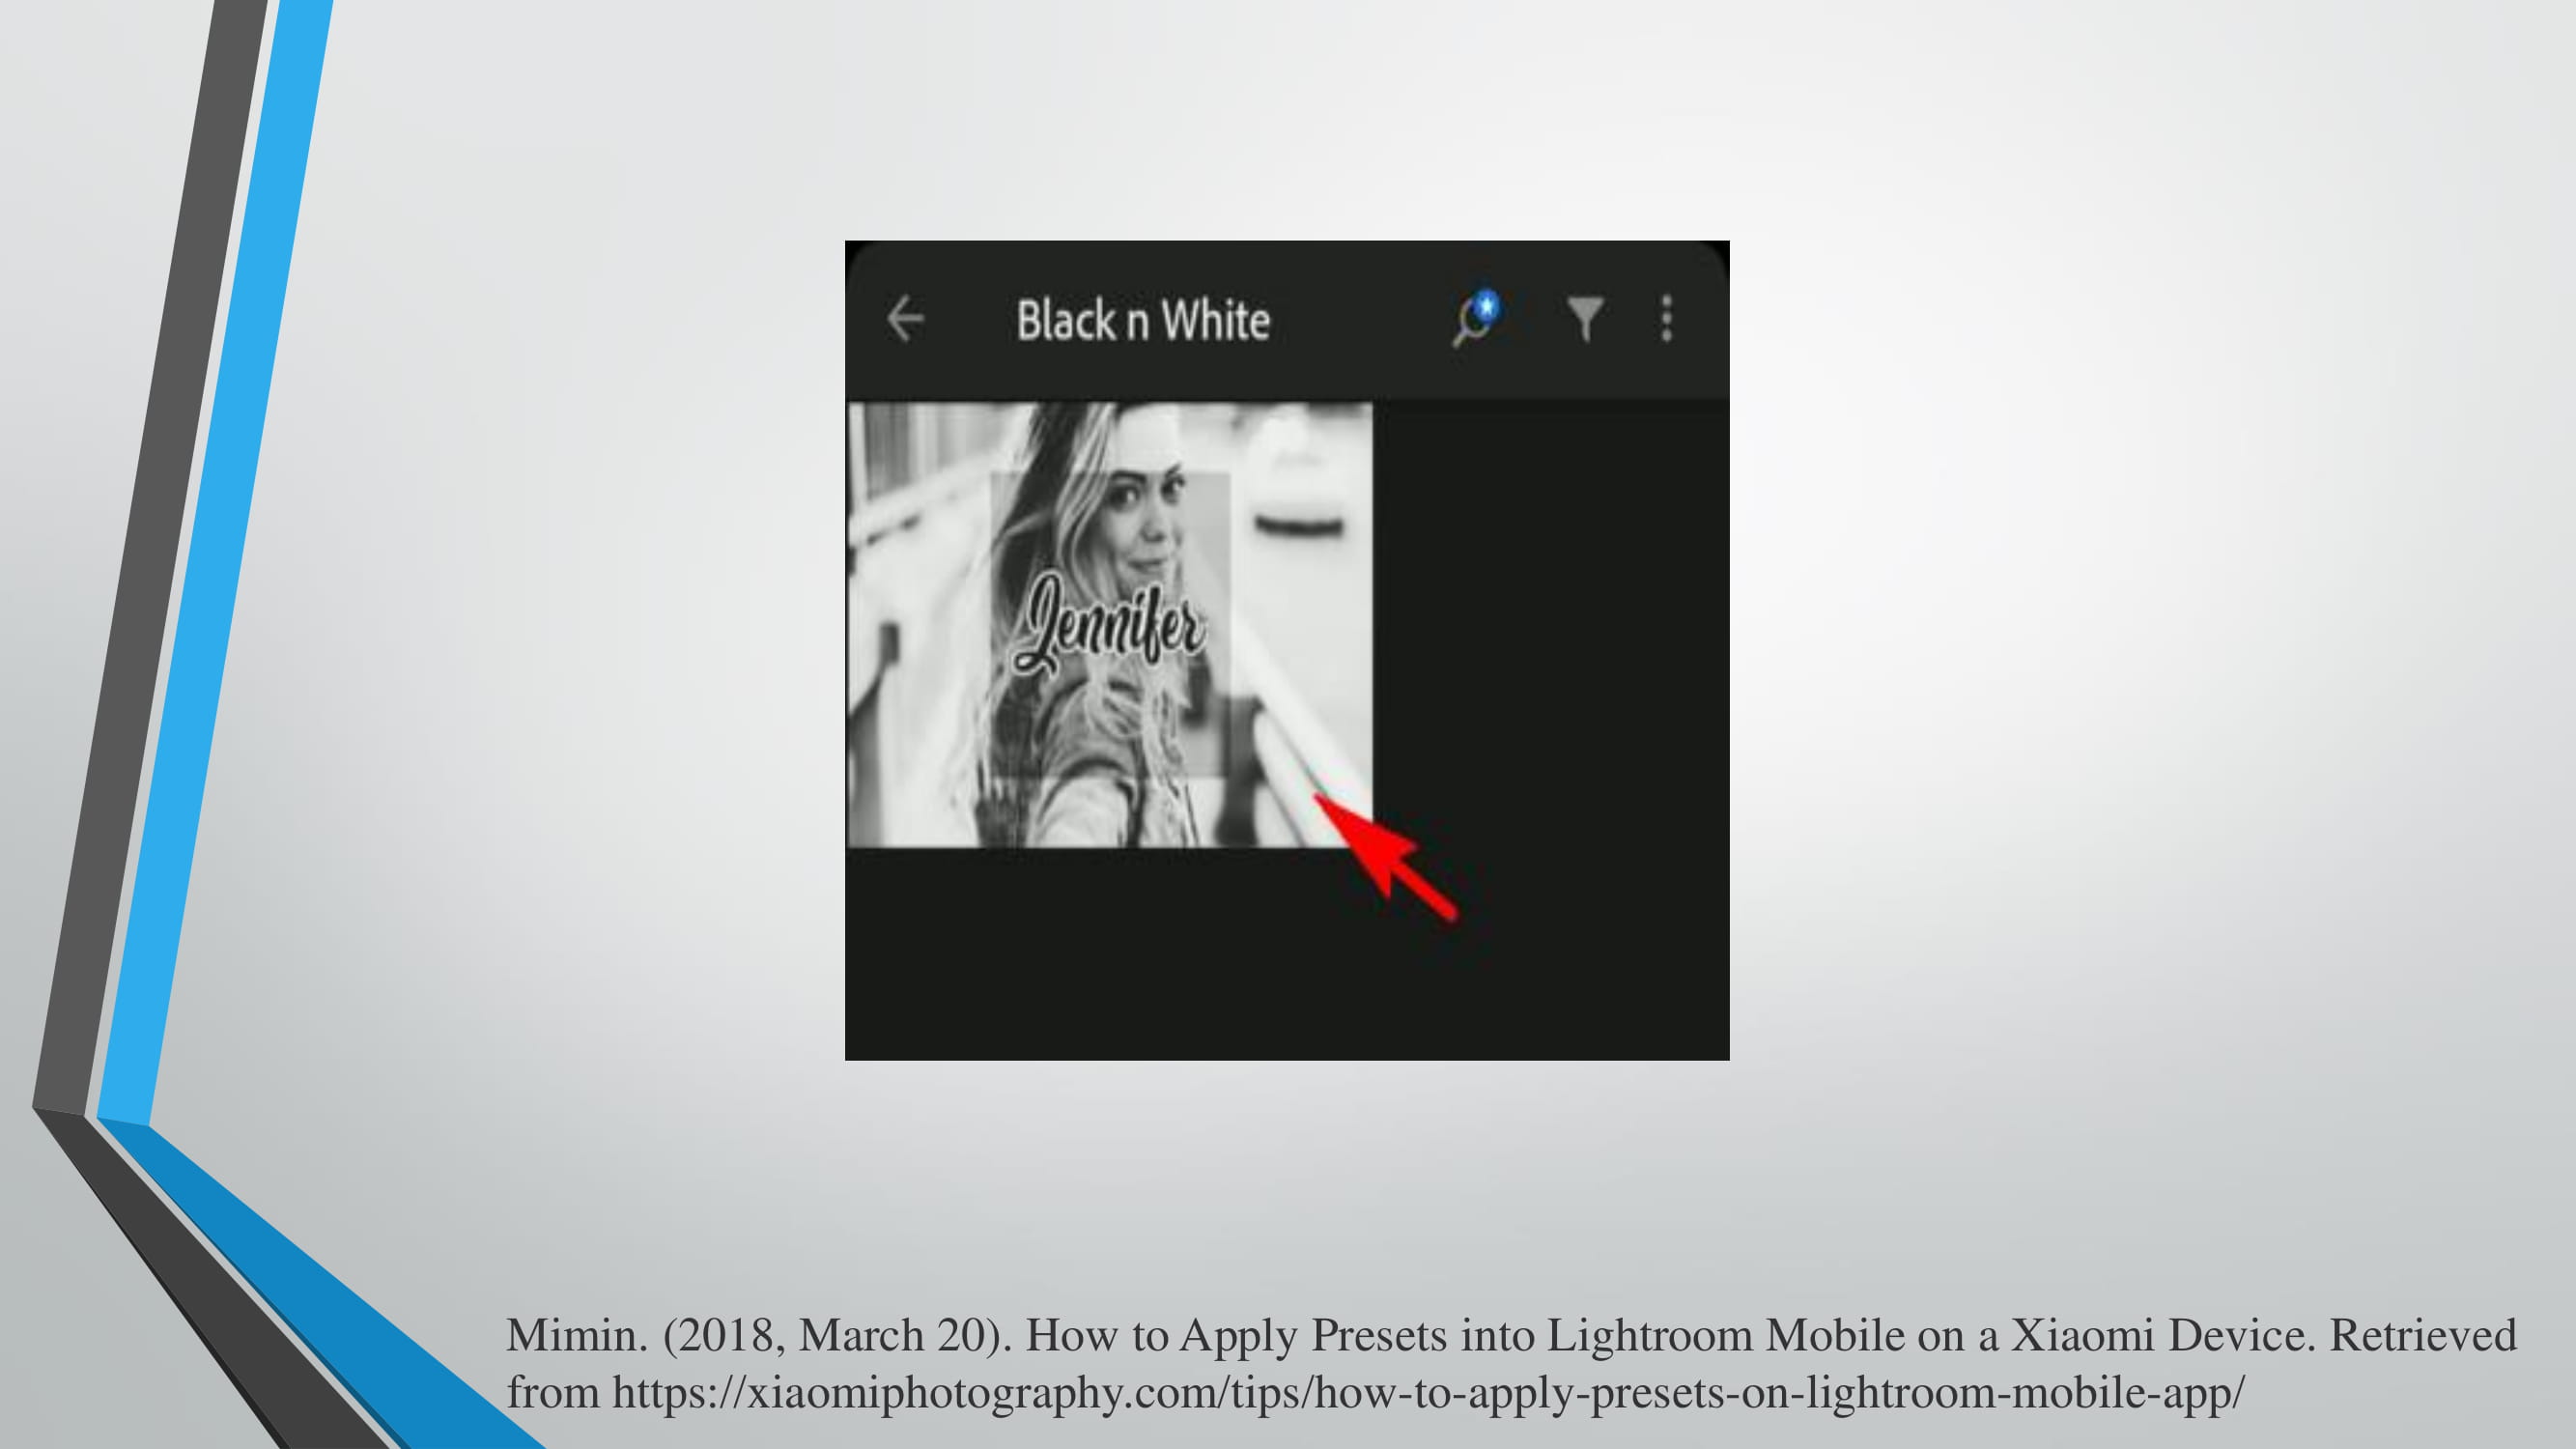 Black n White
Jennifer
Mimin. (2018, March 20). How to Apply Presets into Lightroom Mobile on a Xiaomi Device. Retrieved
from https://xiaomiphotography.com/tips/how-to-apply-presets-on-lightroom-mobile-app/